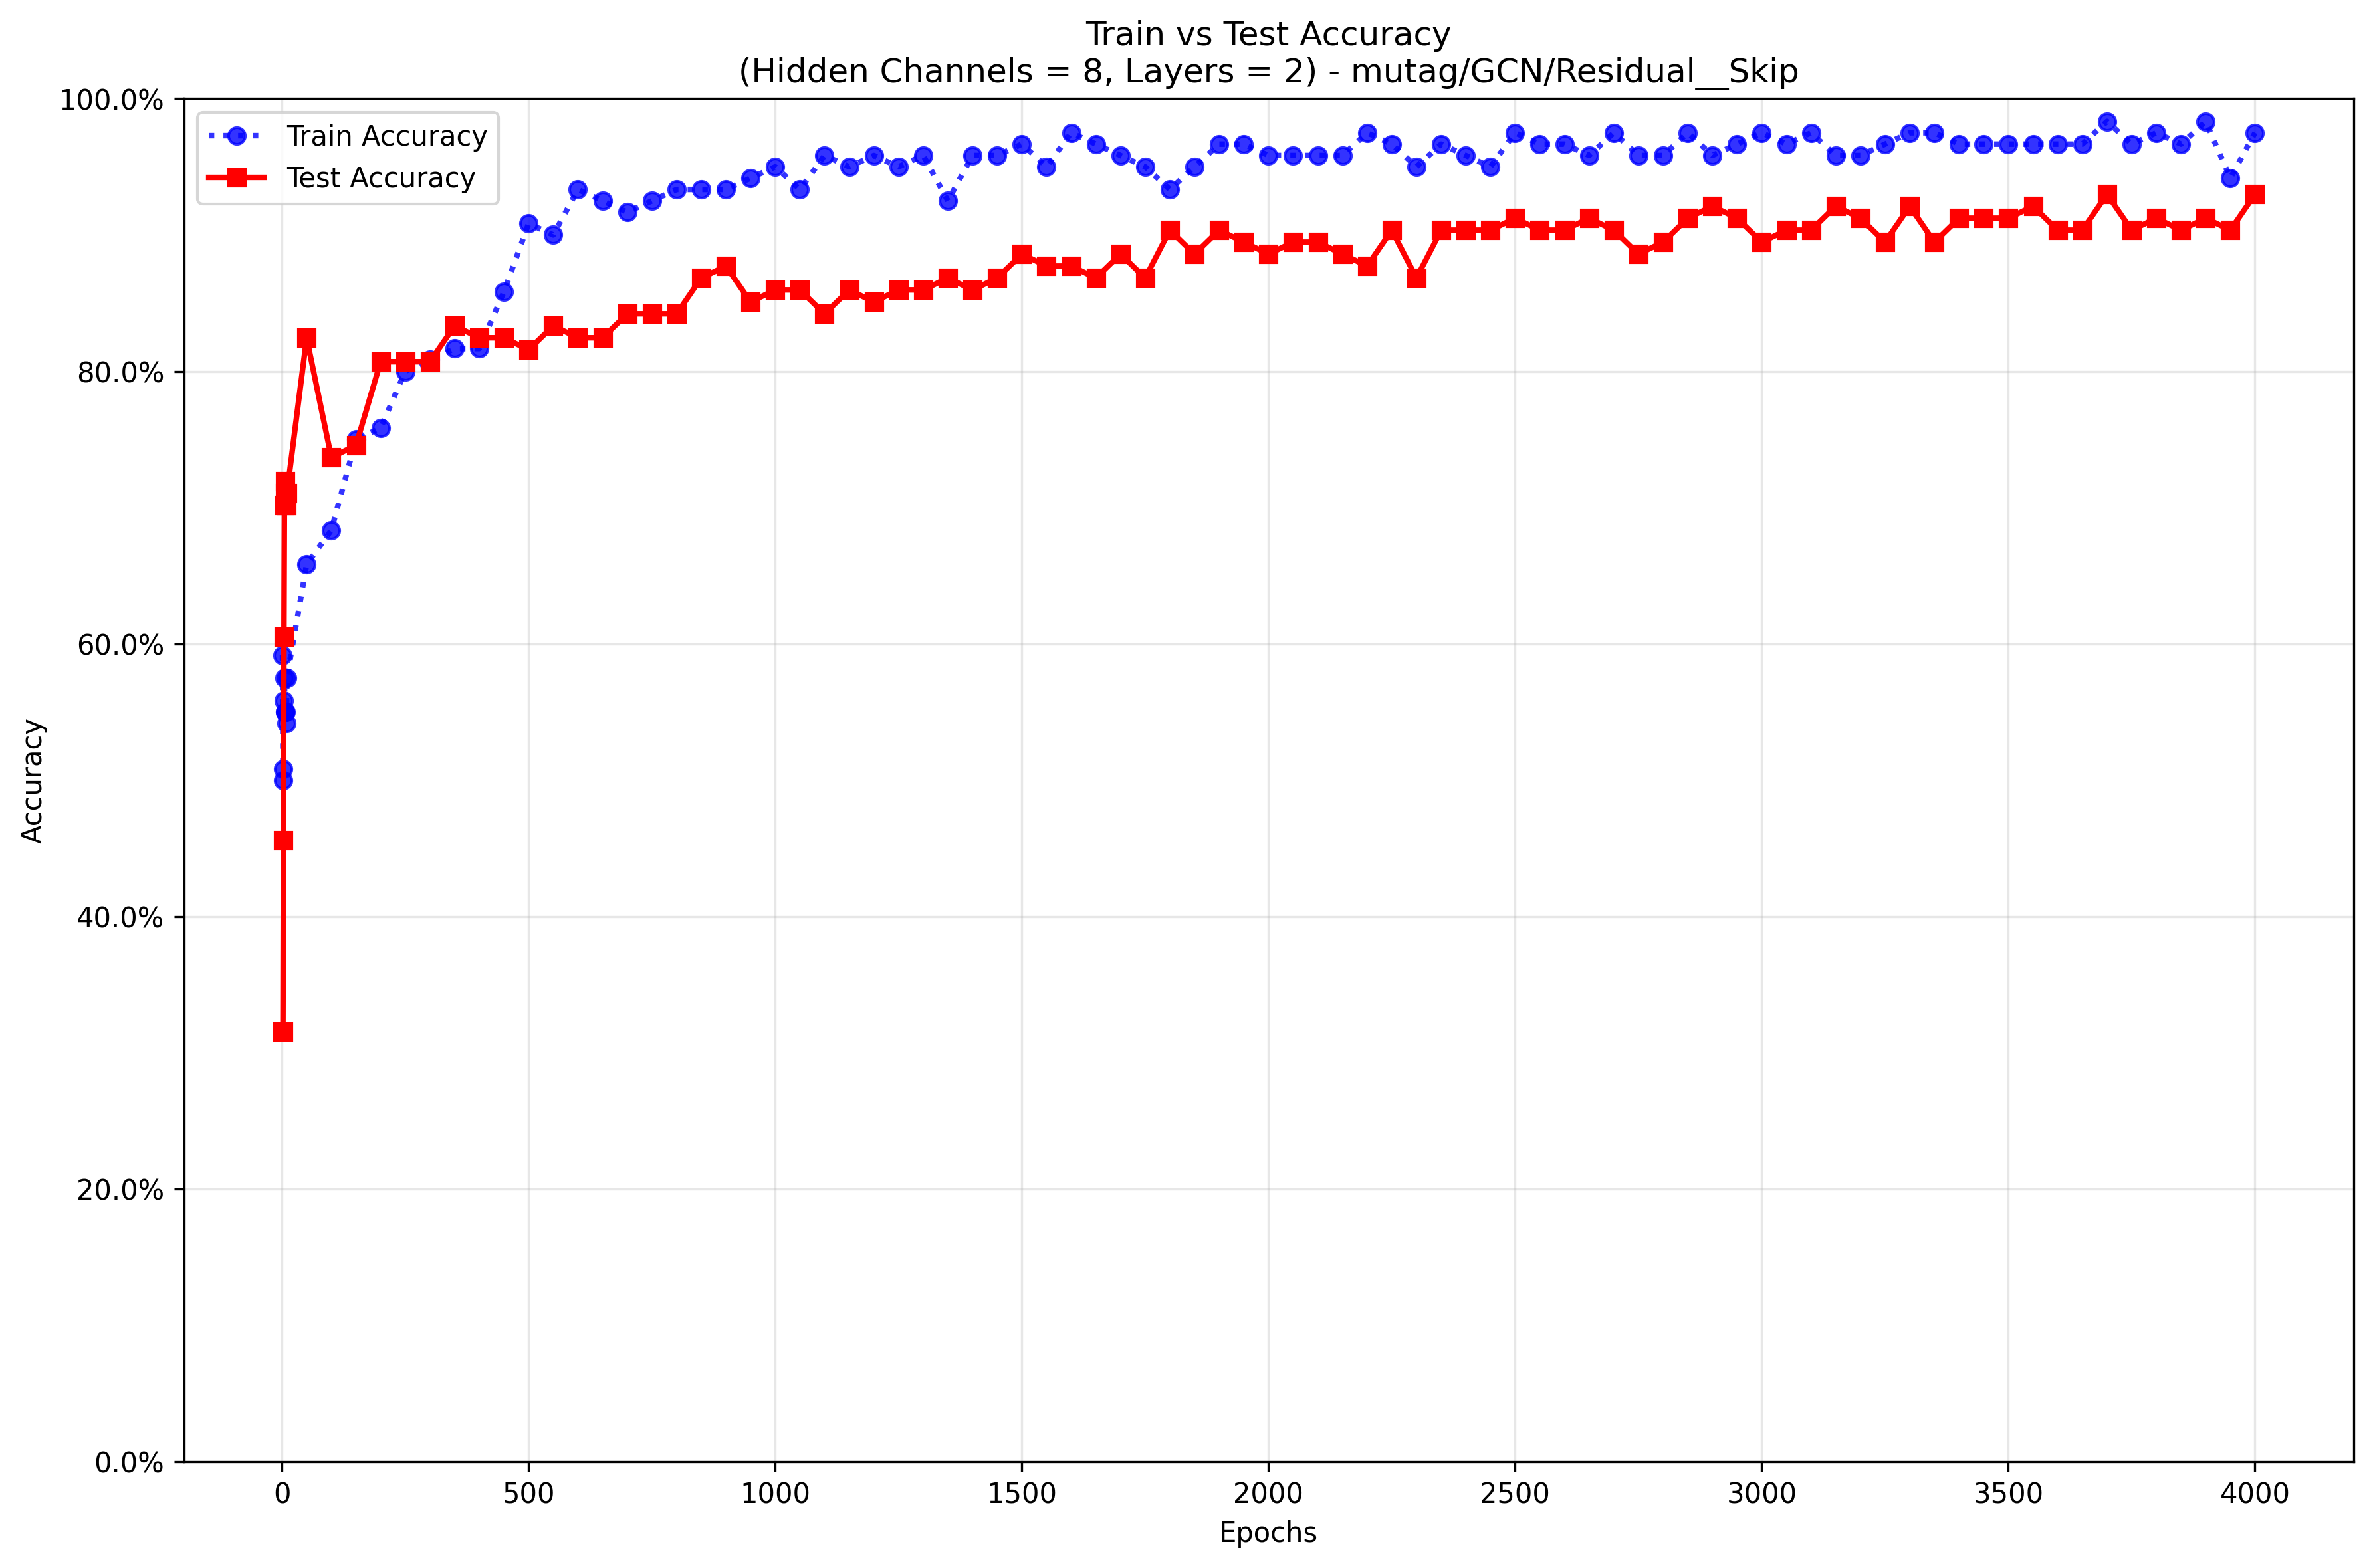 Train vs Test Accuracy
(Hidden Channels = 8, Layers = 2) - mutag/GCN/Residual__Skip
100.0%
80.0%
60.0%
40.0%
20.0%
0.0%
Accuracy
Train Accuracy
Test Accuracy
0 500 1000 1500 2000 2500 3000 3500 4000
Epochs